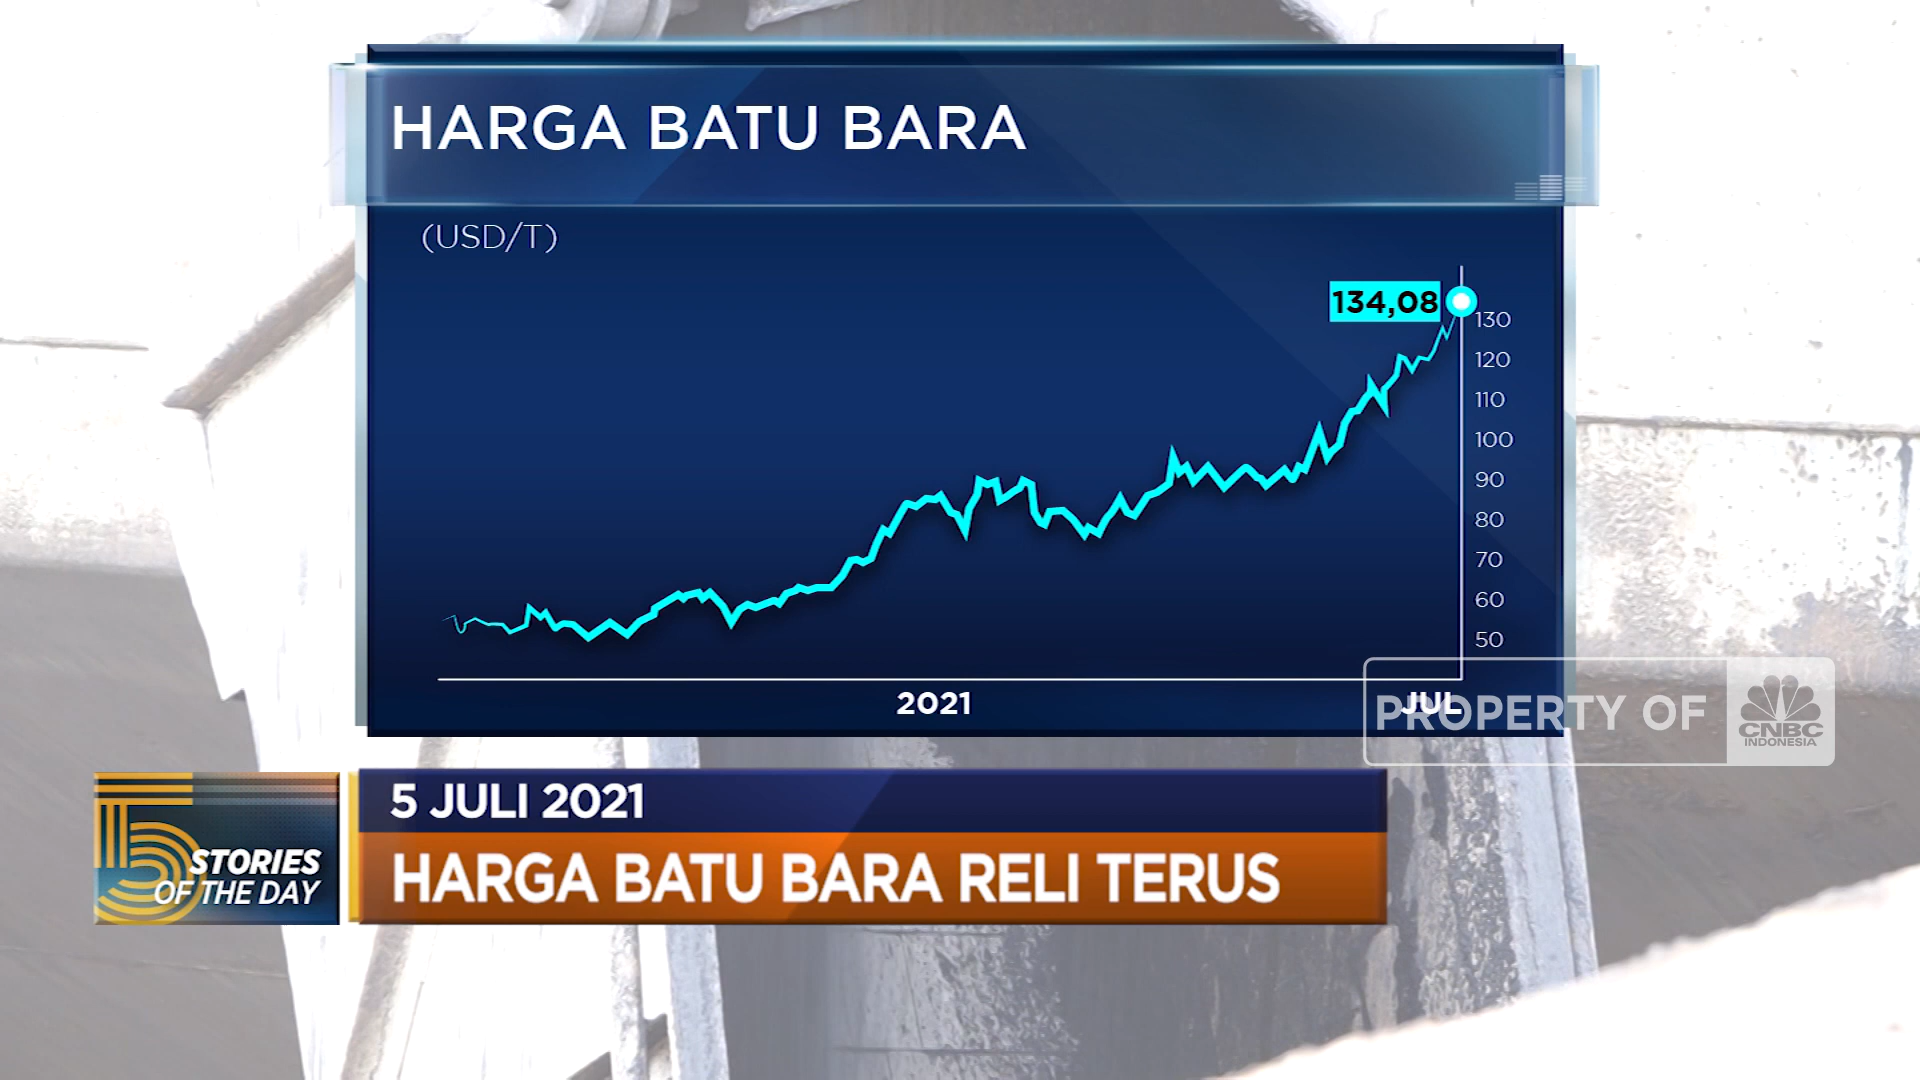 HARGA BATU BARA
(USD/T)
134,08
130
120
110
100
90
80
70
60
50
2021
JUL
PROPERTY OF
CNBC
INDONESIA
5 JULI 2021
5
STORIES
OF THE DAY
HARGA BATU BARA RELI TERUS